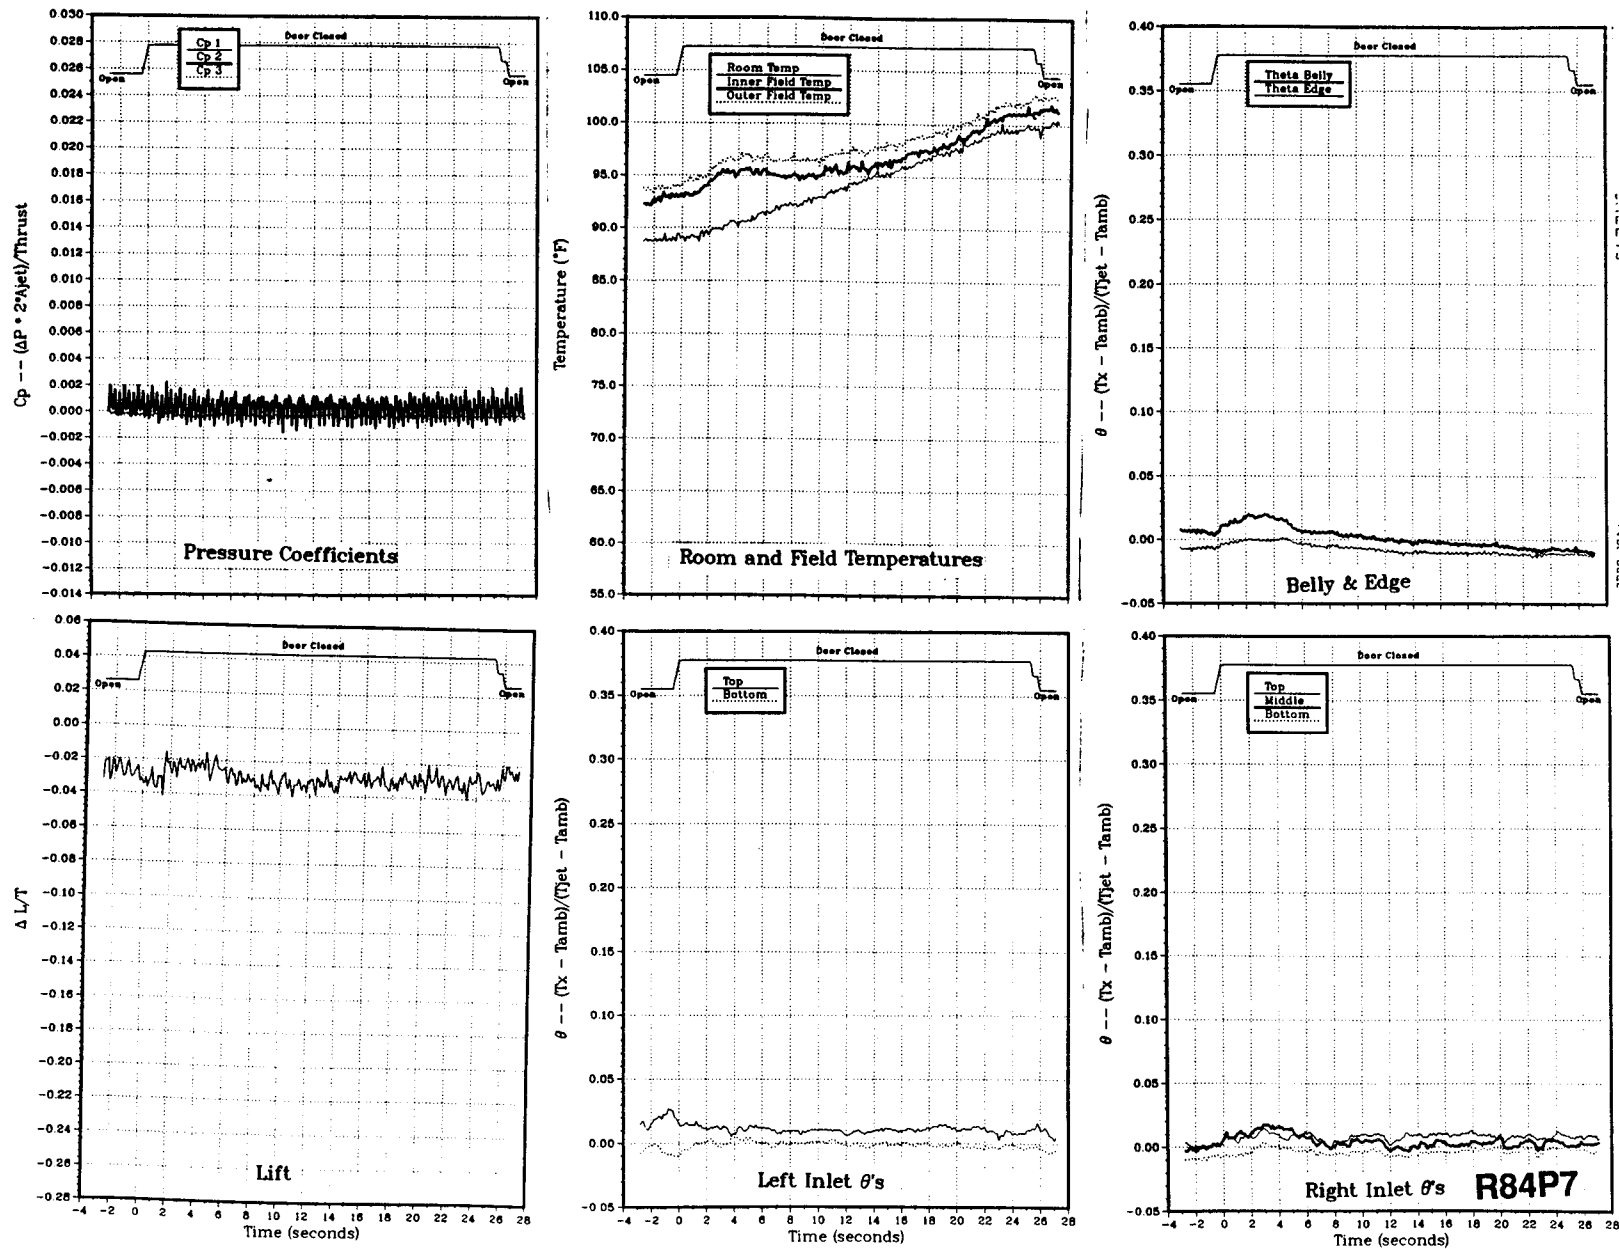 0.030
0.028
0.026
0.024
0.022
0.020
0.018
0.016
0.014
0.012
0.010
0.008
0.006
0.004
0.002
0.000
-0.002
-0.004
-0.006
-0.008
-0.010
-0.012
-0.014
Cp -- (ΔP * 2*Ajet)/Thrust
Open
Door Closed
Open
Cp 1
Cp 2
Cp 3
Pressure Coefficients
110.0
105.0
100.0
95.0
90.0
85.0
80.0
75.0
70.0
65.0
60.0
55.0
Temperature (°F)
Open
Door Closed
Open
Room Temp
Inner Field Temp
Outer Field Temp
Room and Field Temperatures
0.40
0.35
0.30
0.25
0.20
0.15
0.10
0.05
0.00
-0.05
θ -- (Tx - Tamb)/(Tjet - Tamb)
Open
Door Closed
Open
Theta Belly
Theta Edge
Belly & Edge
0.06
0.04
0.02
0.00
-0.02
-0.04
-0.06
-0.08
-0.10
-0.12
-0.14
-0.16
-0.18
-0.20
-0.22
-0.24
-0.26
-0.28
Δ L/T
Open
Door Closed
Open
Lift
-4 -2 0 2 4 6 8 10 12 14 16 18 20 22 24 26 28
Time (seconds)
0.40
0.35
0.30
0.25
0.20
0.15
0.10
0.05
0.00
-0.05
θ -- (Tx - Tamb)/(Tjet - Tamb)
Open
Door Closed
Open
Top
Bottom
Left Inlet θ's
-4 -2 0 2 4 6 8 10 12 14 16 18 20 22 24 26 28
Time (seconds)
0.40
0.35
0.30
0.25
0.20
0.15
0.10
0.05
0.00
-0.05
θ -- (Tx - Tamb)/(Tjet - Tamb)
Open
Door Closed
Open
Top
Middle
Bottom
Right Inlet θ's
R84P7
-4 -2 0 2 4 6 8 10 12 14 16 18 20 22 24 26 28
Time (seconds)